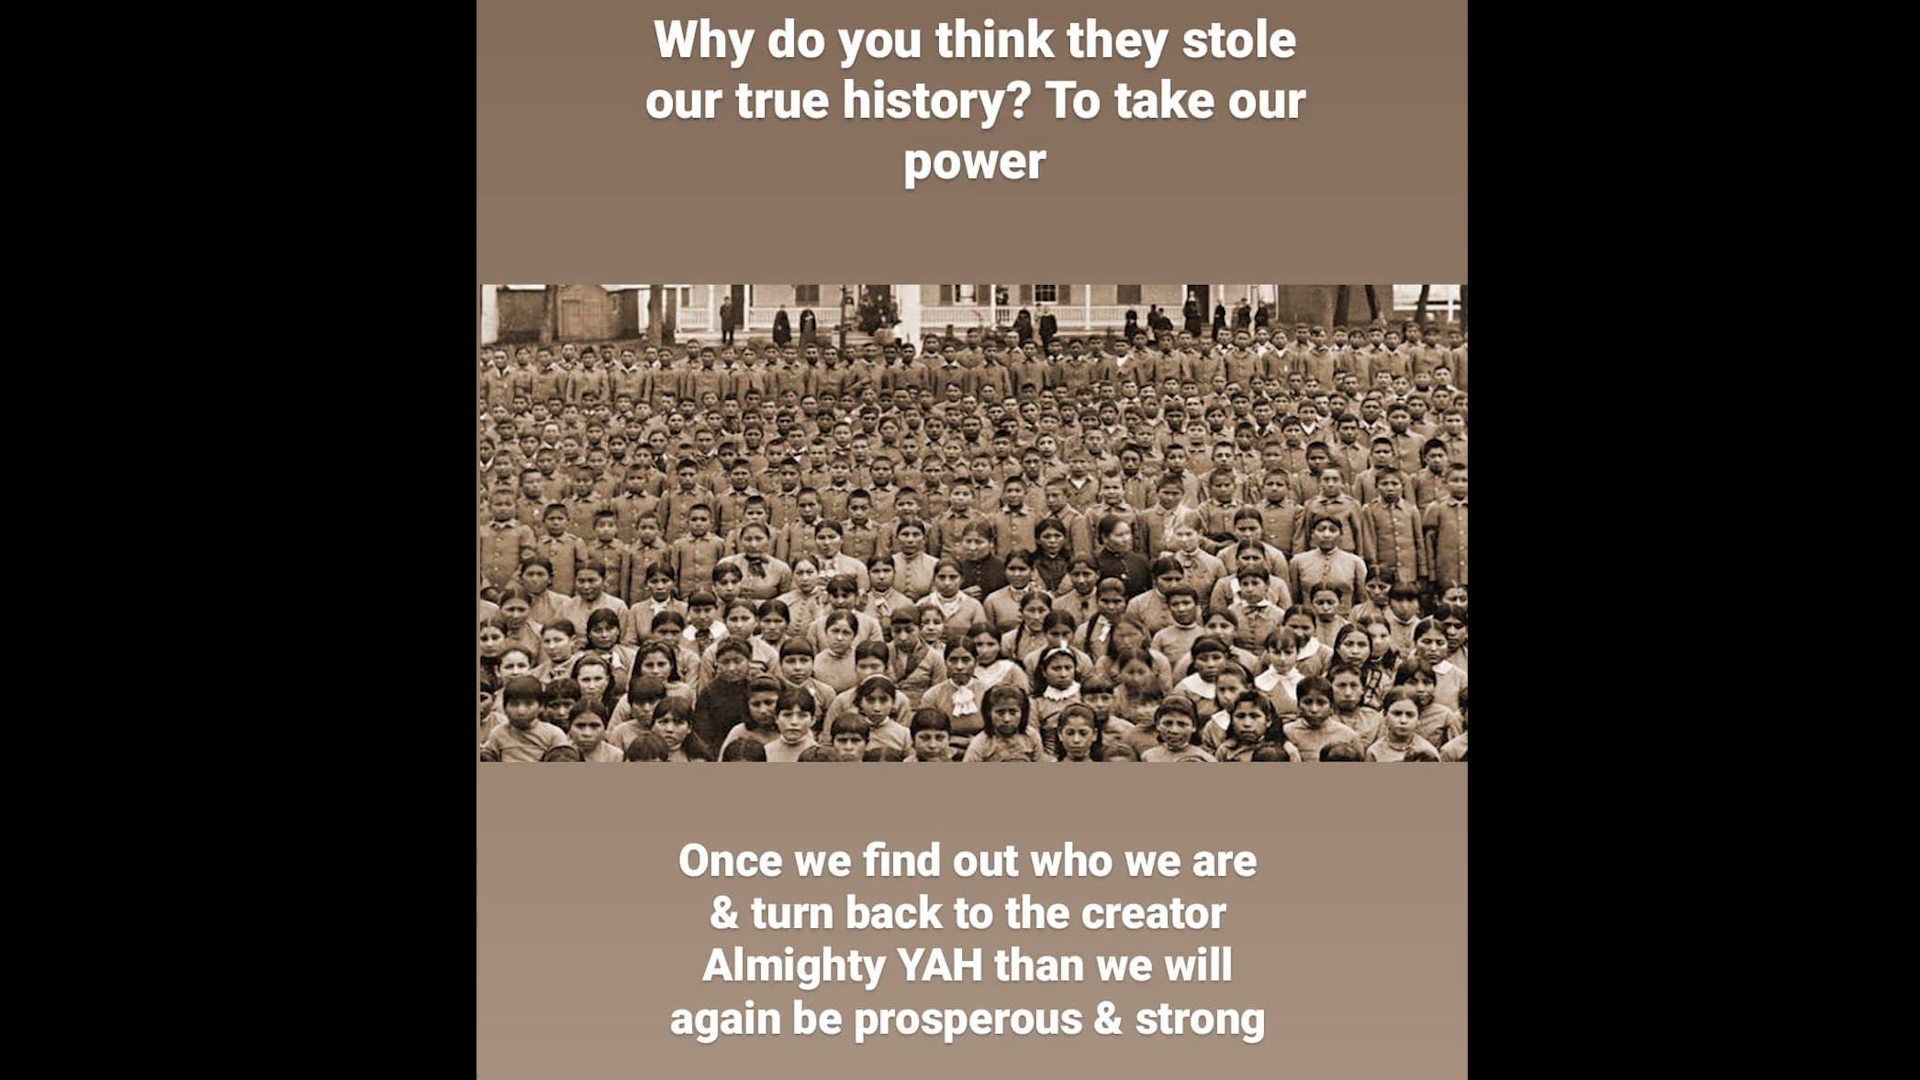 Why do you think they stole
our true history? To take our
power
Once we find out who we are
& turn back to the creator
Almighty YAH than we will
again be prosperous & strong